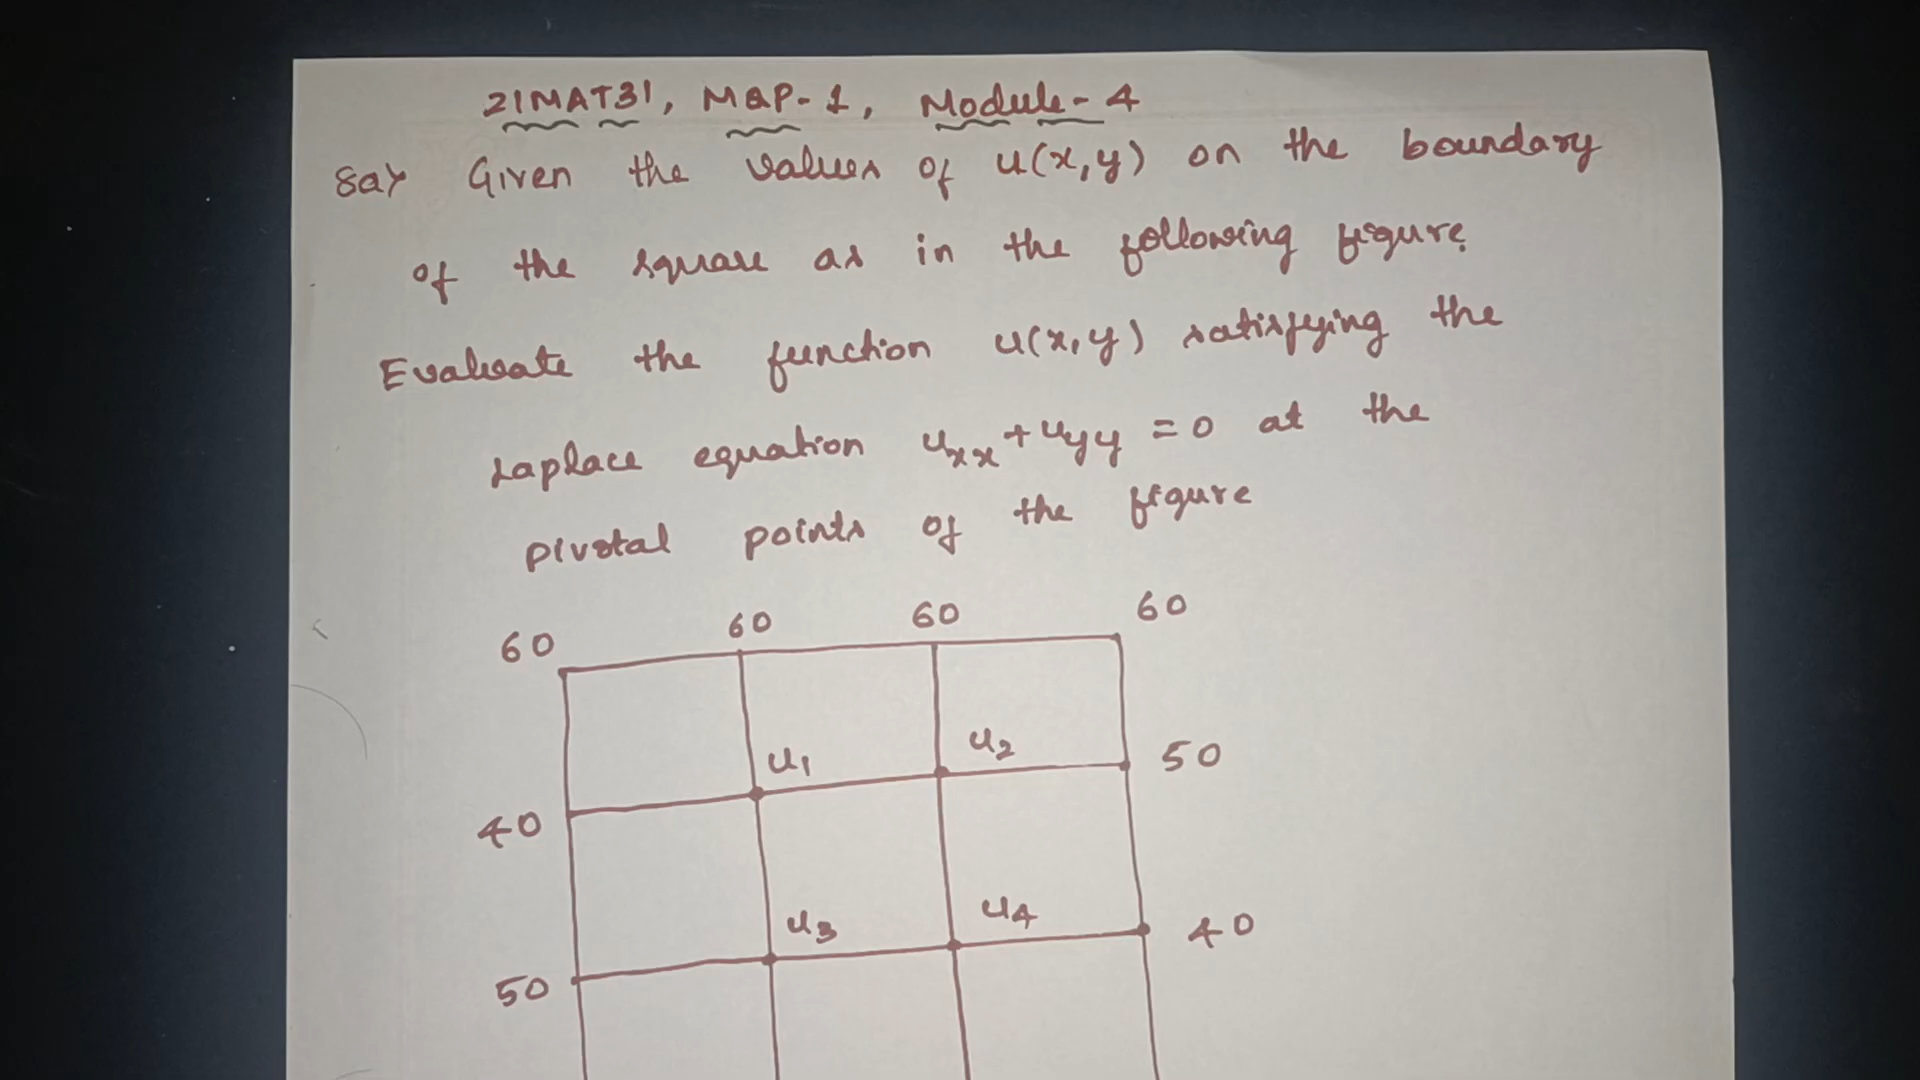 21MAT31, MQP-1, Module-4
8a) Given the values of u(x,y) on the boundary
of the square as in the following figure.
Evaluate the function u(x,y) satisfying the
Laplace equation uxx+uyy=0 at the
pivotal points of the figure
60 60 60 60
u1 u2 50
40
u3 u4 40
50